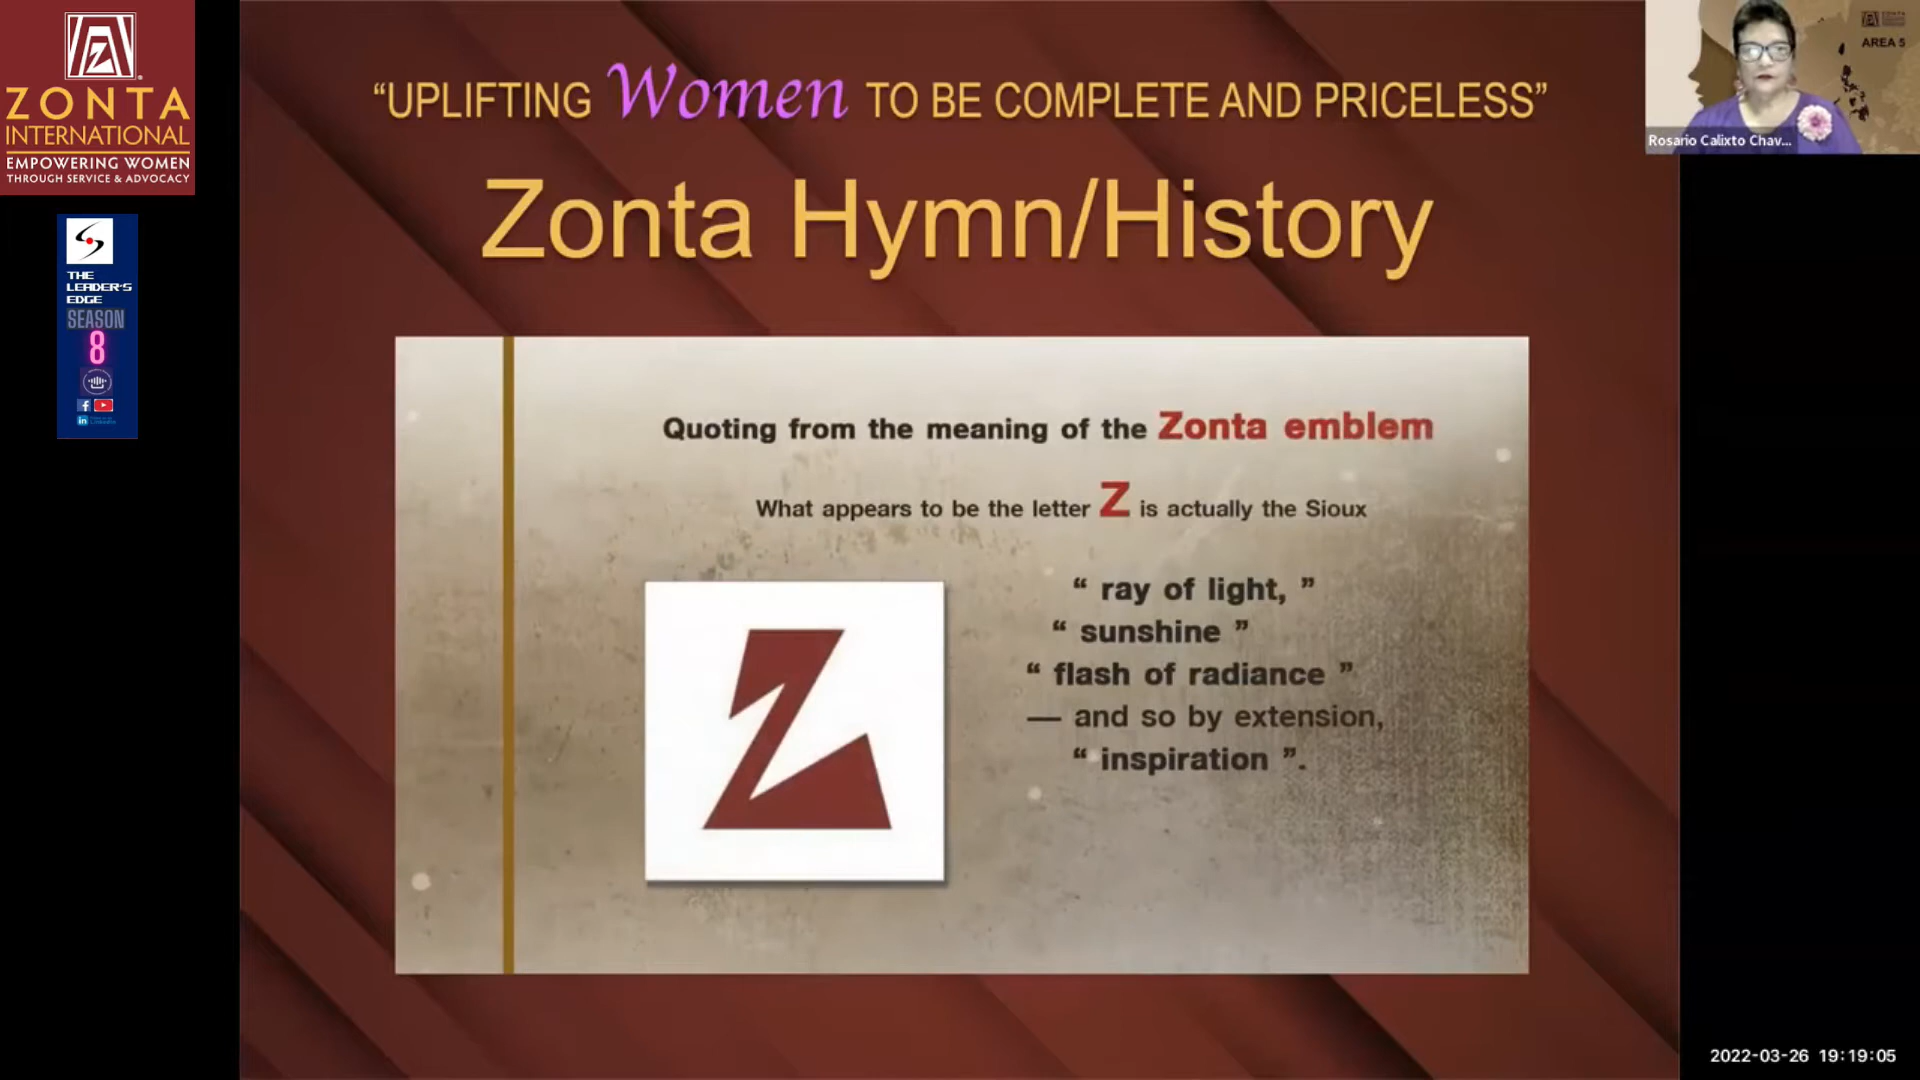 ZONTA
INTERNATIONAL
EMPOWERING WOMEN
THROUGH SERVICE & ADVOCACY
THE
LEADER'S
EDGE
SEASON
8
“UPLIFTING Women TO BE COMPLETE AND PRICELESS”
Zonta Hymn/History
Quoting from the meaning of the Zonta emblem
What appears to be the letter Z is actually the Sioux
“ ray of light, ”
“ sunshine ”
“ flash of radiance ”
— and so by extension,
“ inspiration ”.
AREA 5
Rosario Calixto Chav...
2022-03-26 19:19:05